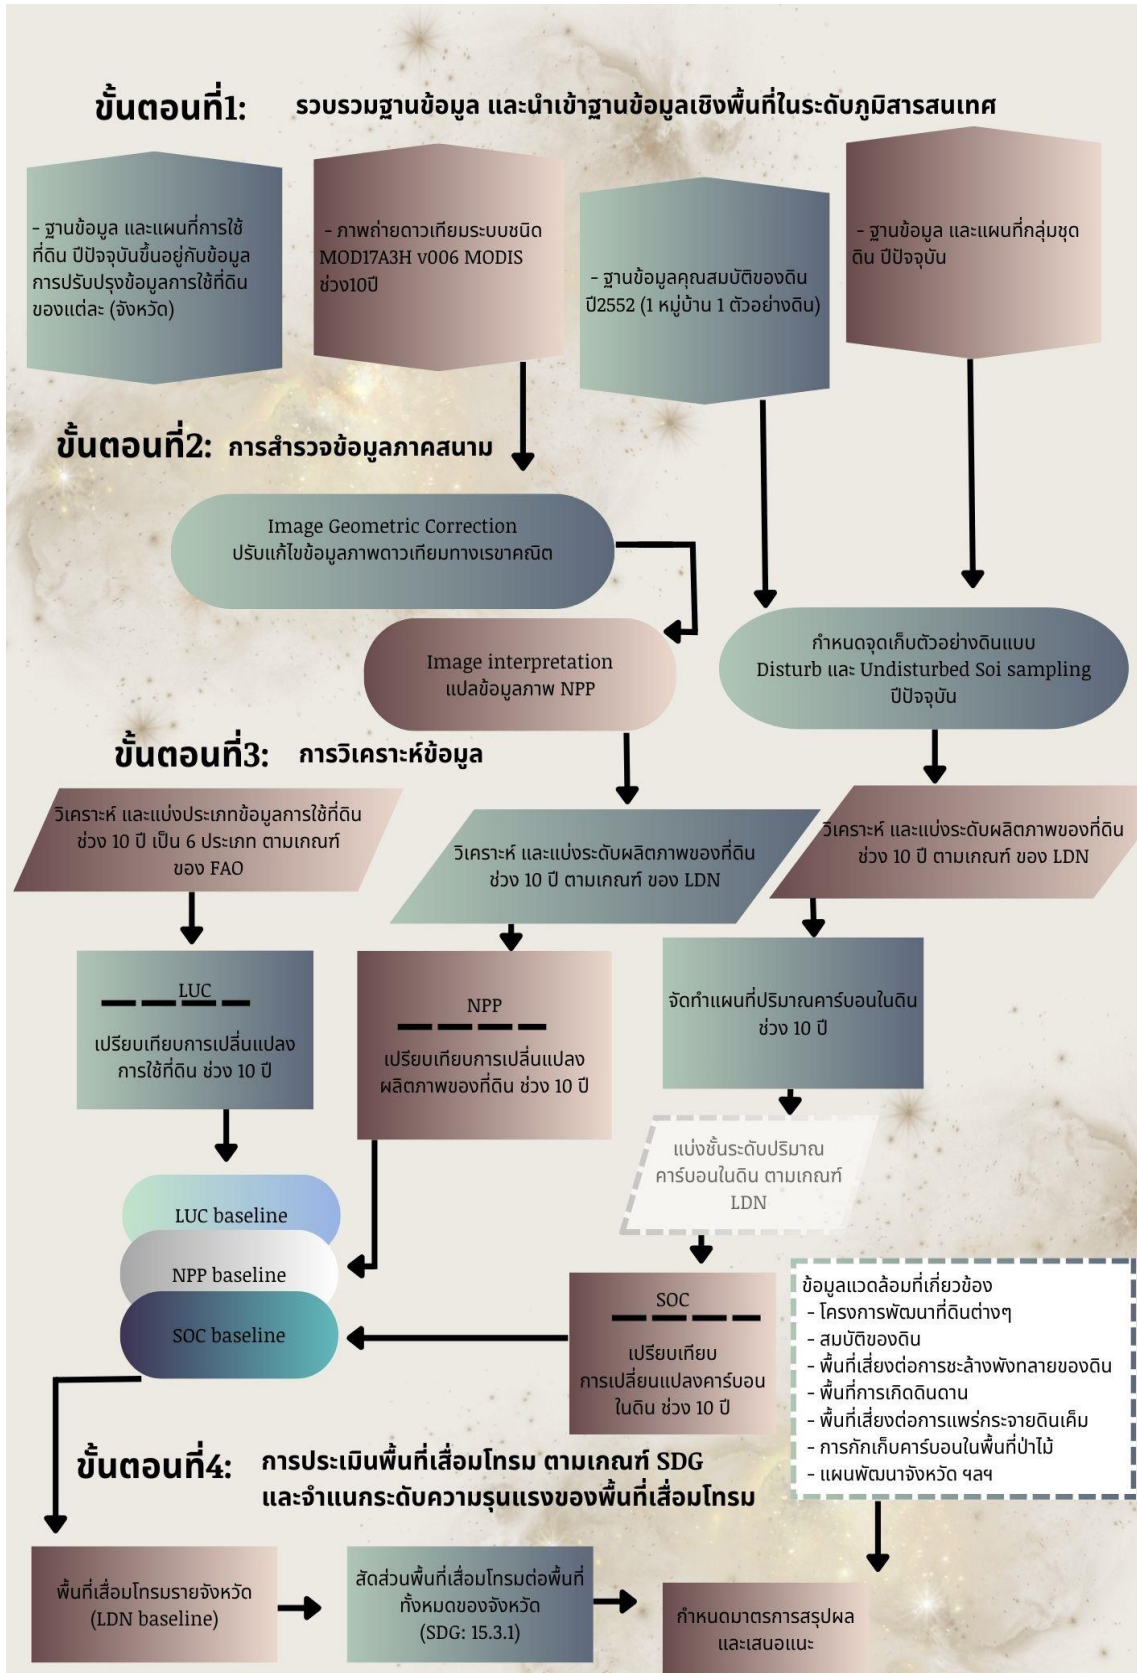 ขั้นตอนที่1: รวบรวมฐานข้อมูล และนำเข้าฐานข้อมูลเชิงพื้นที่ในระดับภูมิสารสนเทศ
- ฐานข้อมูล และแผนที่การใช้
ที่ดิน ปีปัจจุบันขึ้นอยู่กับข้อมูล
การปรับปรุงข้อมูลการใช้ที่ดิน
ของแต่ละ (จังหวัด)
- ภาพถ่ายดาวเทียมระบบชนิด
MOD17A3H v006 MODIS
ช่วง10ปี
- ฐานข้อมูลคุณสมบัติของดิน
ปี2552 (1 หมู่บ้าน 1 ตัวอย่างดิน)
- ฐานข้อมูล และแผนที่กลุ่มชุด
ดิน ปีปัจจุบัน
ขั้นตอนที่2: การสำรวจข้อมูลภาคสนาม
Image Geometric Correction
ปรับแก้ไขข้อมูลภาพดาวเทียมทางเรขาคณิต
Image interpretation
แปลข้อมูลภาพ NPP
กำหนดจุดเก็บตัวอย่างดินแบบ
Disturb และ Undisturbed Soi sampling
ปีปัจจุบัน
ขั้นตอนที่3: การวิเคราะห์ข้อมูล
วิเคราะห์ และแบ่งประเภทข้อมูลการใช้ที่ดิน
ช่วง 10 ปี เป็น 6 ประเภท ตามเกณฑ์
ของ FAO
วิเคราะห์ และแบ่งระดับผลิตภาพของที่ดิน
ช่วง 10 ปี ตามเกณฑ์ ของ LDN
วิเคราะห์ และแบ่งระดับผลิตภาพของที่ดิน
ช่วง 10 ปี ตามเกณฑ์ ของ LDN
LUC
เปรียบเทียบการเปลี่นแปลง
การใช้ที่ดิน ช่วง 10 ปี
NPP
เปรียบเทียบการเปลี่นแปลง
ผลิตภาพของที่ดิน ช่วง 10 ปี
จัดทำแผนที่ปริมาณคาร์บอนในดิน
ช่วง 10 ปี
แบ่งชั้นระดับปริมาณ
คาร์บอนในดิน ตามเกณฑ์
LDN
LUC baseline
NPP baseline
SOC baseline
SOC
เปรียบเทียบ
การเปลี่ยนแปลงคาร์บอน
ในดิน ช่วง 10 ปี
ข้อมูลแวดล้อมที่เกี่ยวข้อง
- โครงการพัฒนาที่ดินต่างๆ
- สมบัติของดิน
- พื้นที่เสี่ยงต่อการชะล้างพังทลายของดิน
- พื้นที่การเกิดดินดาน
- พื้นที่เสี่ยงต่อการแพร่กระจายดินเค็ม
- การกักเก็บคาร์บอนในพื้นที่ป่าไม้
- แผนพัฒนาจังหวัด ฯลฯ
ขั้นตอนที่4: การประเมินพื้นที่เสื่อมโทรม ตามเกณฑ์ SDG
และจำแนกระดับความรุนแรงของพื้นที่เสื่อมโทรม
พื้นที่เสื่อมโทรมรายจังหวัด
(LDN baseline)
สัดส่วนพื้นที่เสื่อมโทรมต่อพื้นที่
ทั้งหมดของจังหวัด
(SDG: 15.3.1)
กำหนดมาตรการสรุปผล
และเสนอแนะ